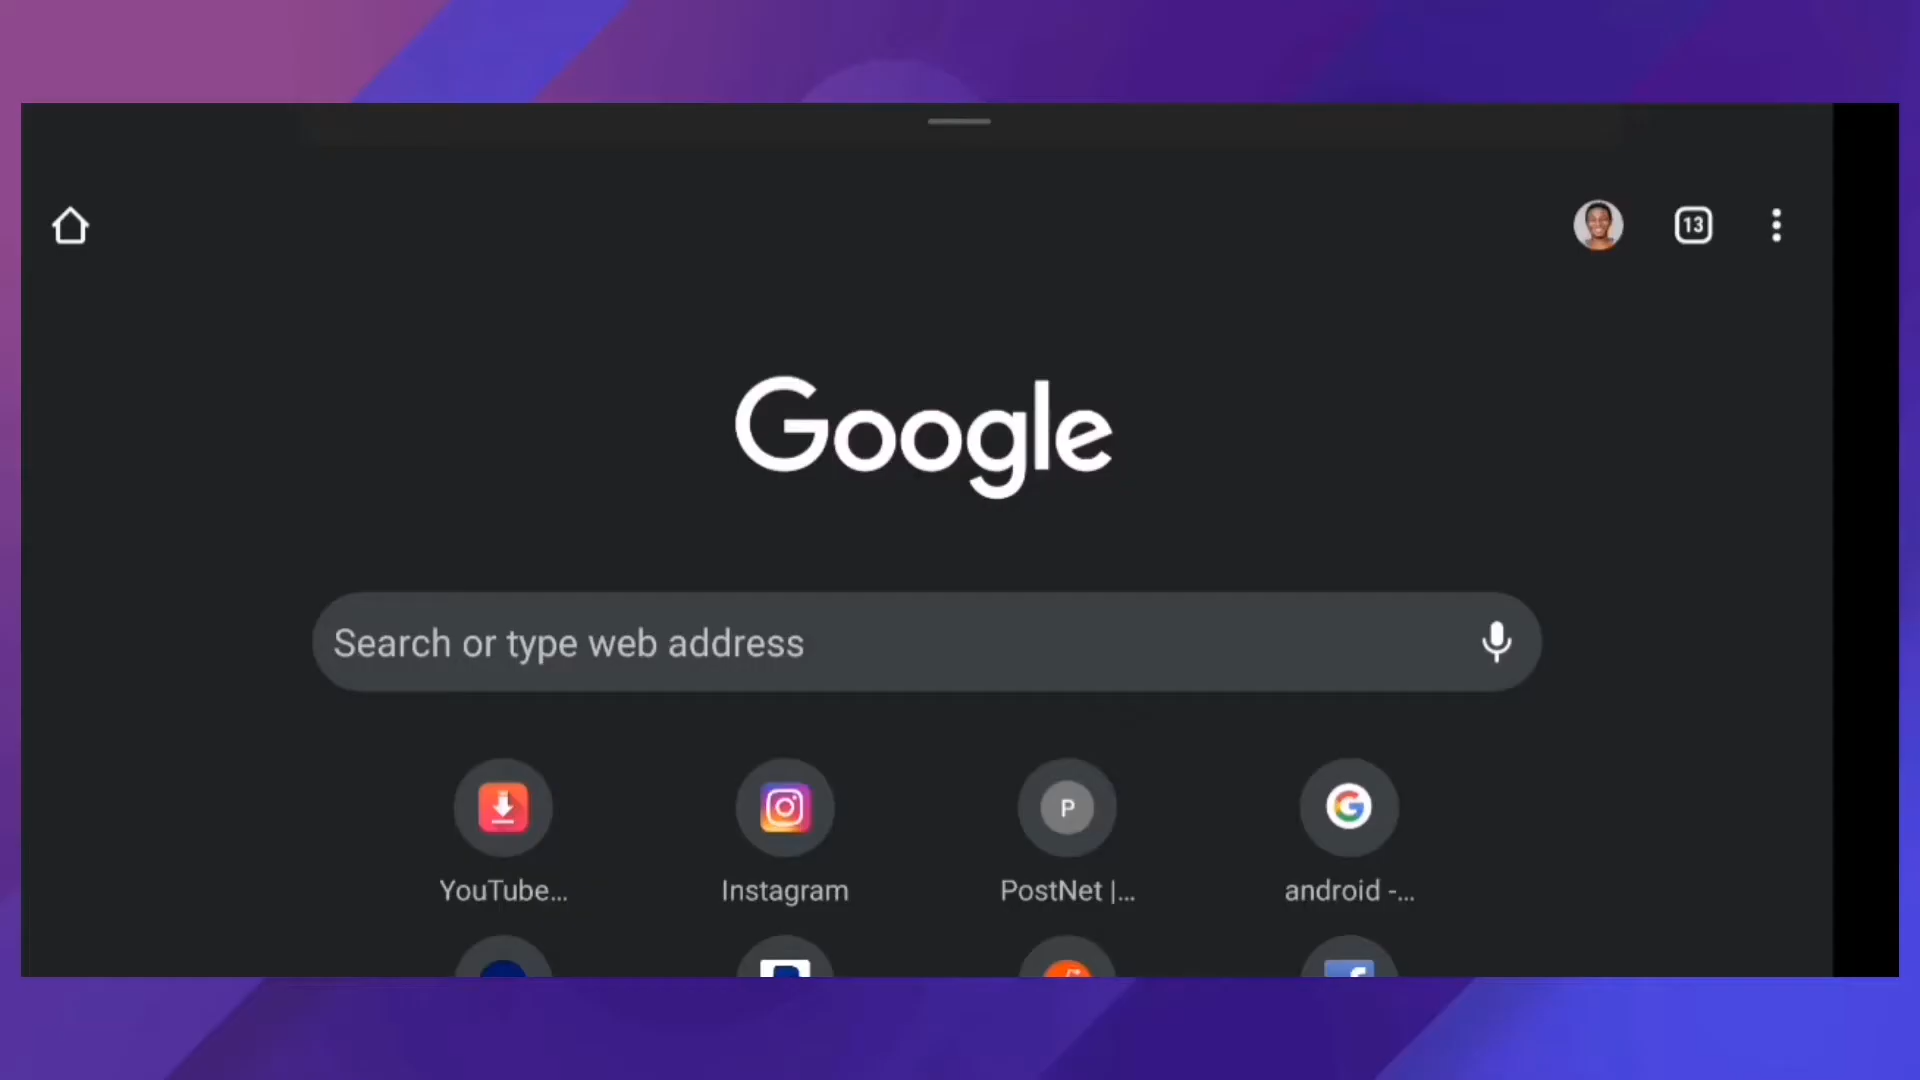 13
Google
Search or type web address
YouTube...
Instagram
P
PostNet |...
android -...